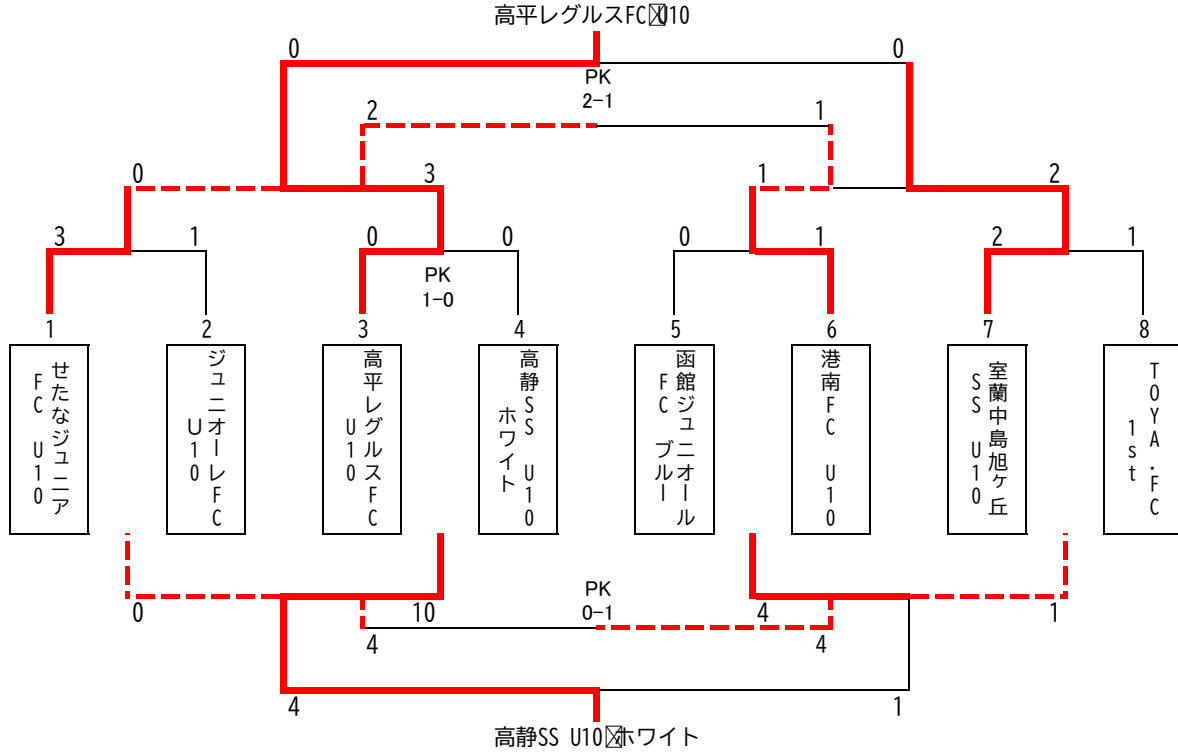 高平レグルスFC U10
0 0
PK
2-1
2 1
0 3 1 2
3 1 0 0 0 1 2 1
PK
1-0
1 2 3 4 5 6 7 8
せたなジュニア
FC U10
ジュニオーレFC
U10
高平レグルスFC
U10
高静SS U10
ホワイト
函館ジュニオール
FC ブルー
港南FC U10
室蘭中島旭ヶ丘
SS U10
TOYA.FC
1st
PK
0-1
0 10 4 1
4 4
4 1
高静SS U10 ホワイト